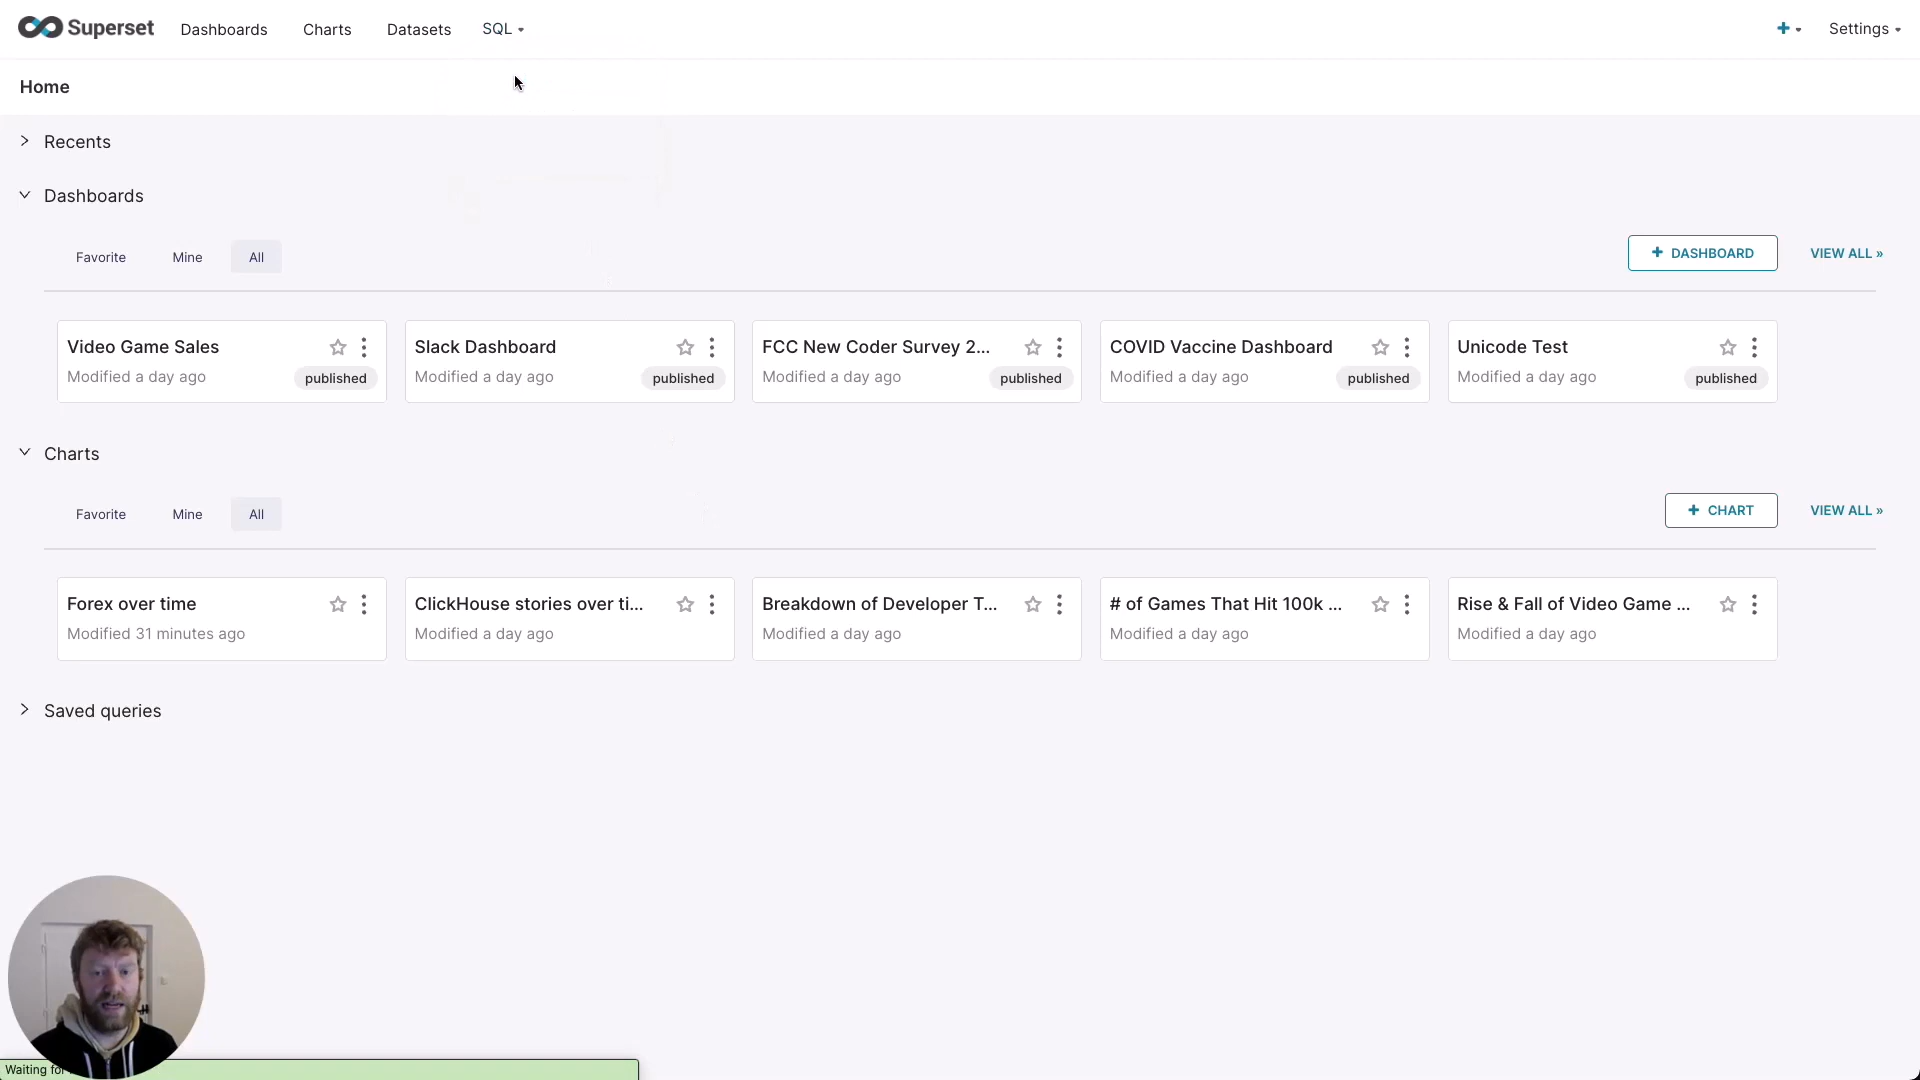 Superset Dashboards Charts Datasets SQL Settings
Home
Recents
Dashboards
Favorite Mine All + DASHBOARD VIEW ALL »
Video Game Sales Slack Dashboard FCC New Coder Survey 2... COVID Vaccine Dashboard Unicode Test
Modified a day ago published Modified a day ago published Modified a day ago published Modified a day ago published Modified a day ago published
Charts
Favorite Mine All + CHART VIEW ALL »
Forex over time ClickHouse stories over ti... Breakdown of Developer T... # of Games That Hit 100k ... Rise & Fall of Video Game ...
Modified 31 minutes ago Modified a day ago Modified a day ago Modified a day ago Modified a day ago
Saved queries
Waiting for